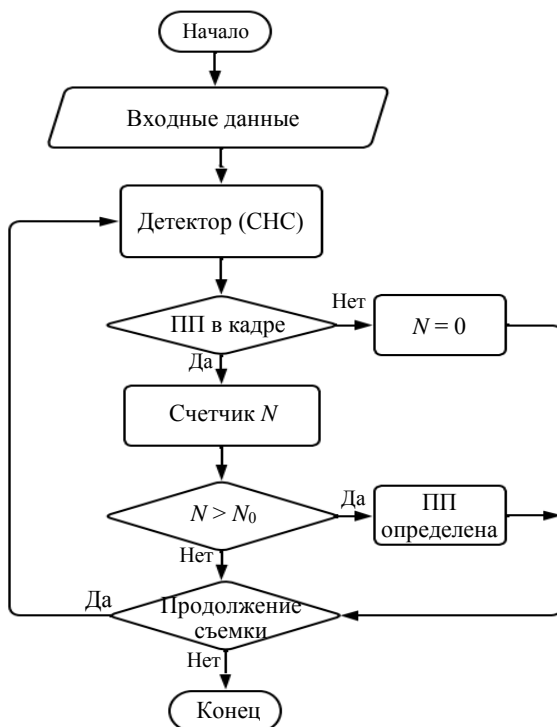 Начало
Входные данные
Детектор (СНС)
ПП в кадре
Нет
N = 0
Да
Счетчик N
N > N₀
Да
ПП
определена
Нет
Да
Продолжение
съемки
Нет
Конец